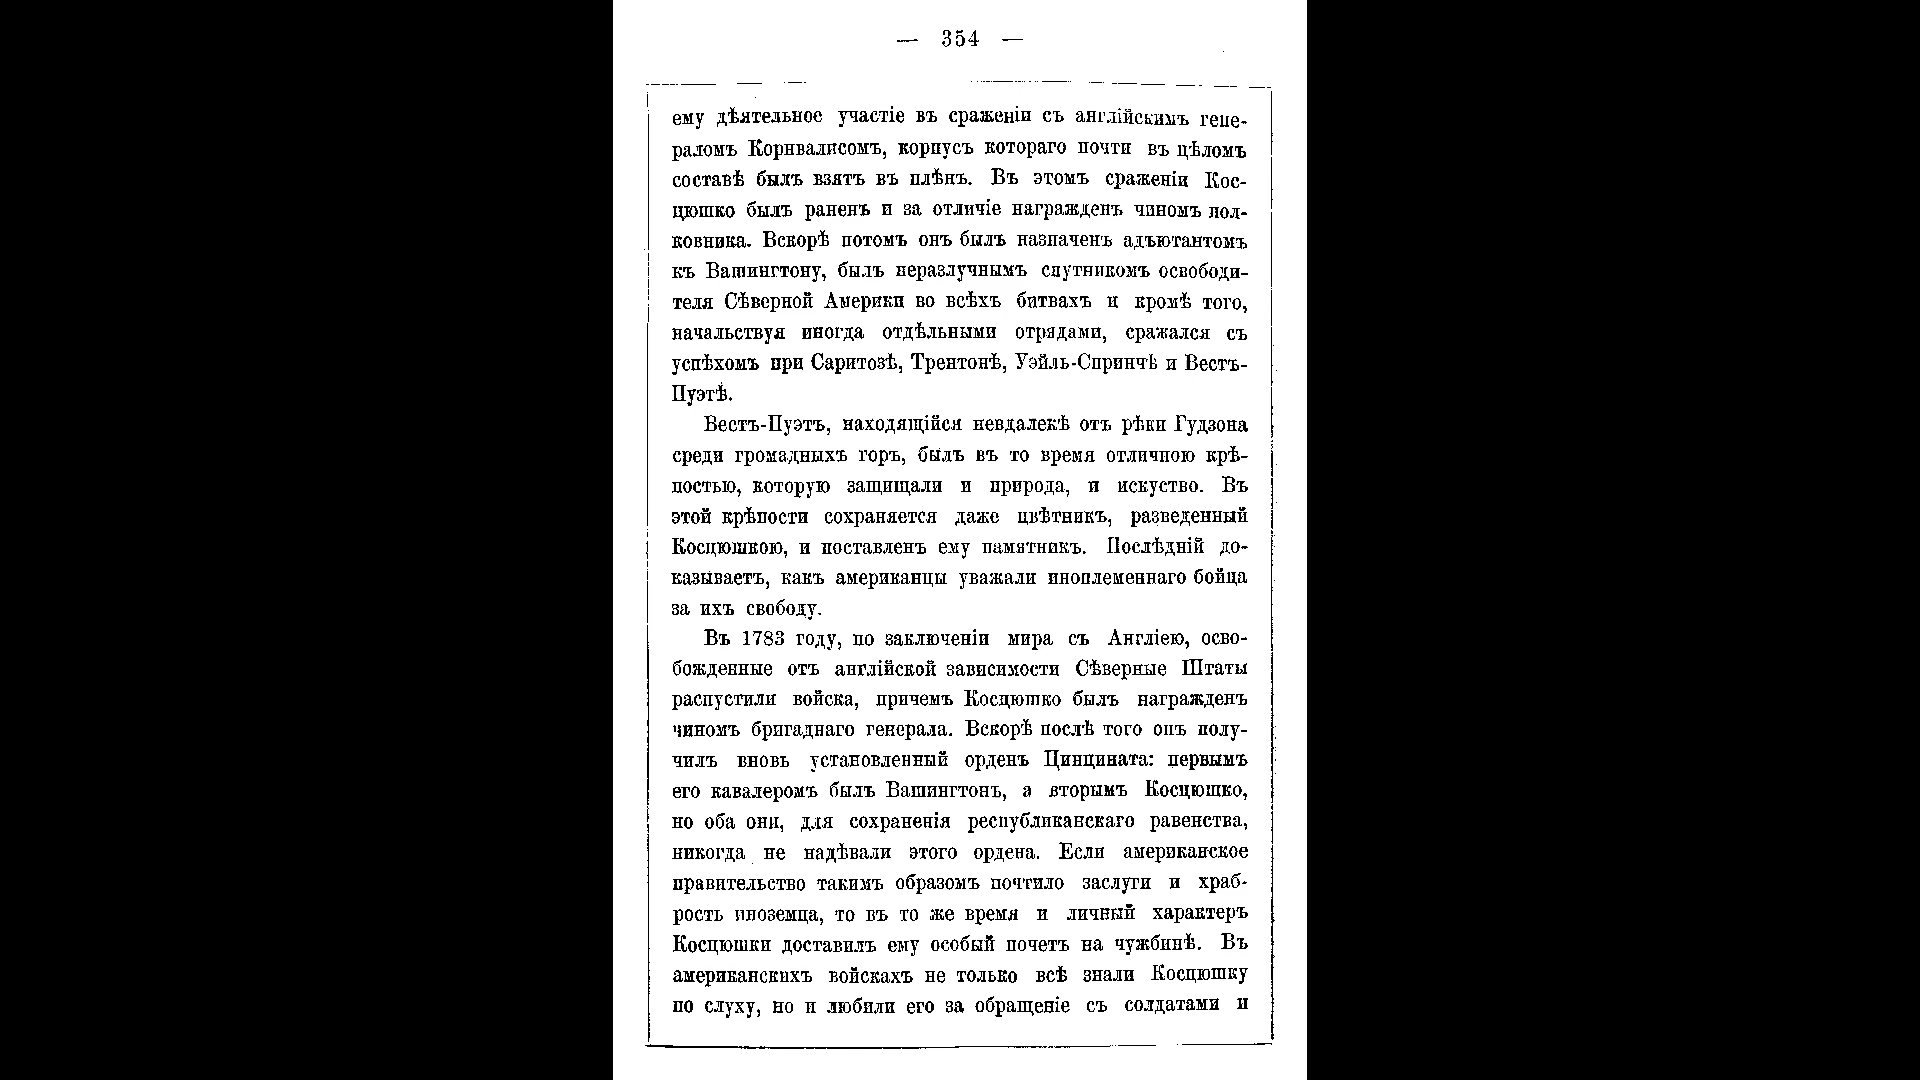 — 354 —
ему дѣятельное участіе въ сраженіи съ англійскимъ гене-
раломъ Корнвалисомъ, корпусъ котораго почти въ цѣломъ
составѣ былъ взятъ въ плѣнъ. Въ этомъ сраженіи Кос-
цюшко былъ раненъ и за отличіе награжденъ чиномъ пол-
ковника. Вскорѣ потомъ онъ былъ назначенъ адъютантомъ
къ Вашингтону, былъ неразлучнымъ спутникомъ освободи-
теля Сѣверной Америки во всѣхъ битвахъ и кромѣ того,
начальствуя иногда отдѣльными отрядами, сражался съ
успѣхомъ при Саритозѣ, Трентонѣ, Уэйль-Спринчѣ и Вестъ-
Пуэтѣ.
Вестъ-Пуэтъ, находящійся невдалекѣ отъ рѣки Гудзона
среди громадныхъ горъ, былъ въ то время отличною крѣ-
постью, которую защищали и природа, и искуство. Въ
этой крѣпости сохраняется даже цвѣтникъ, разведенный
Косцюшкою, и поставленъ ему памятникъ. Послѣдній до-
казываетъ, какъ американцы уважали иноплеменнаго бойца
за ихъ свободу.
Въ 1783 году, по заключеніи мира съ Англіею, осво-
божденные отъ англійской зависимости Сѣверные Штаты
распустили войска, причемъ Косцюшко былъ награжденъ
чиномъ бригаднаго генерала. Вскорѣ послѣ того онъ полу-
чилъ вновь установленный орденъ Цинцината: первымъ
его кавалеромъ былъ Вашингтонъ, а вторымъ Косцюшко,
но оба они, для сохраненія республиканскаго равенства,
никогда не надѣвали этого ордена. Если американское
правительство такимъ образомъ почтило заслуги и храб-
рость иноземца, то въ то же время и личный характеръ
Косцюшки доставилъ ему особый почетъ на чужбинѣ. Въ
американскихъ войскахъ не только всѣ знали Косцюшку
по слуху, но и любили его за обращеніе съ солдатами и